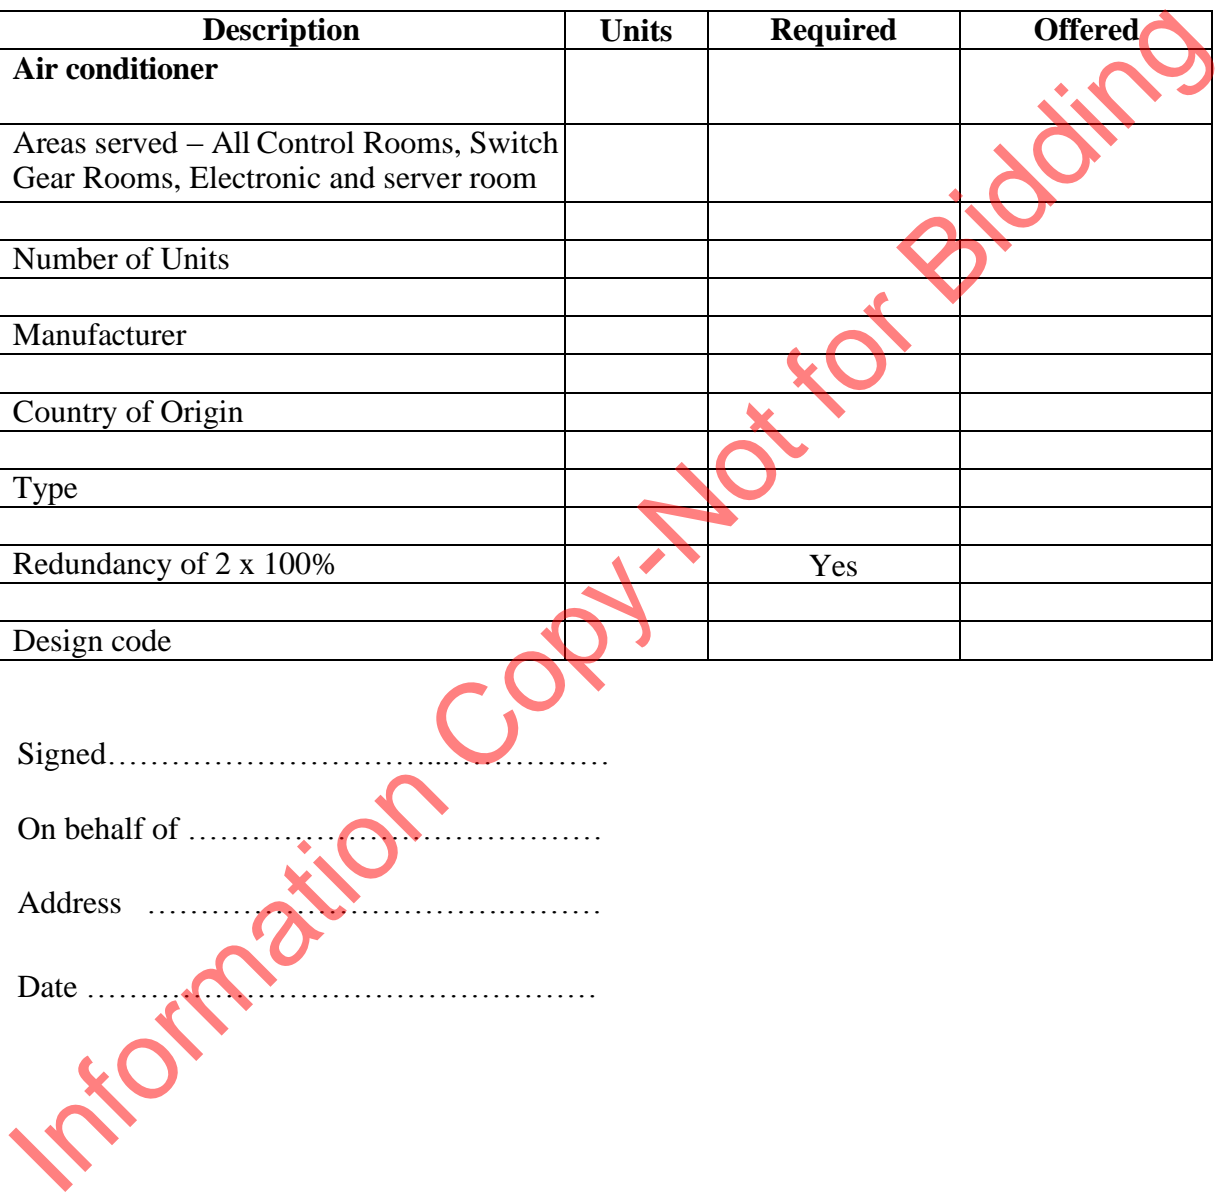 Description Units Required Offered
Air conditioner
Areas served – All Control Rooms, Switch
Gear Rooms, Electronic and server room
Number of Units
Manufacturer
Country of Origin
Type
Redundancy of 2 x 100% Yes
Design code
Signed…………………………...……………
On behalf of …………………………………
Address …………………………….………
Date …………………………………………
Information Copy-Not for Bidding